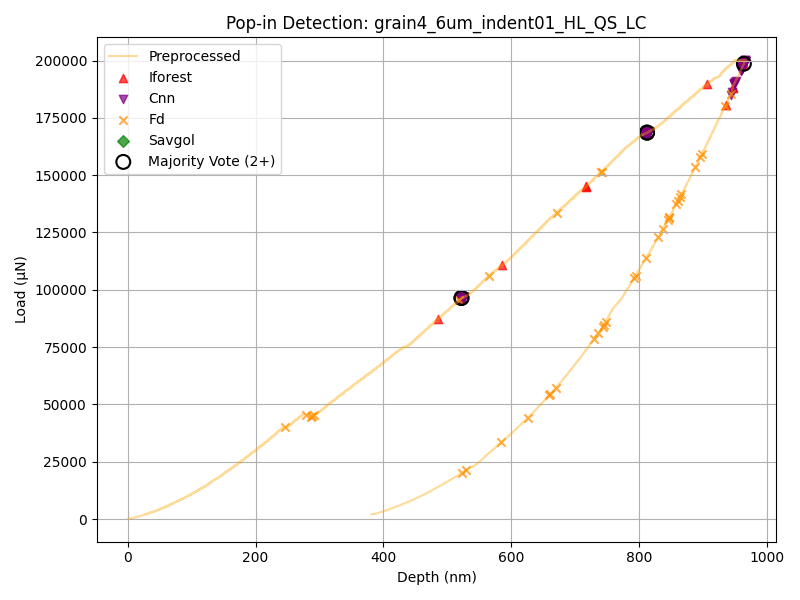 Pop-in Detection: grain4_6um_indent01_HL_QS_LC
Preprocessed
Iforest
Cnn
Fd
Savgol
Majority Vote (2+)
200000
175000
150000
125000
100000
75000
50000
25000
0
Load (μN)
0
200
400
600
800
1000
Depth (nm)